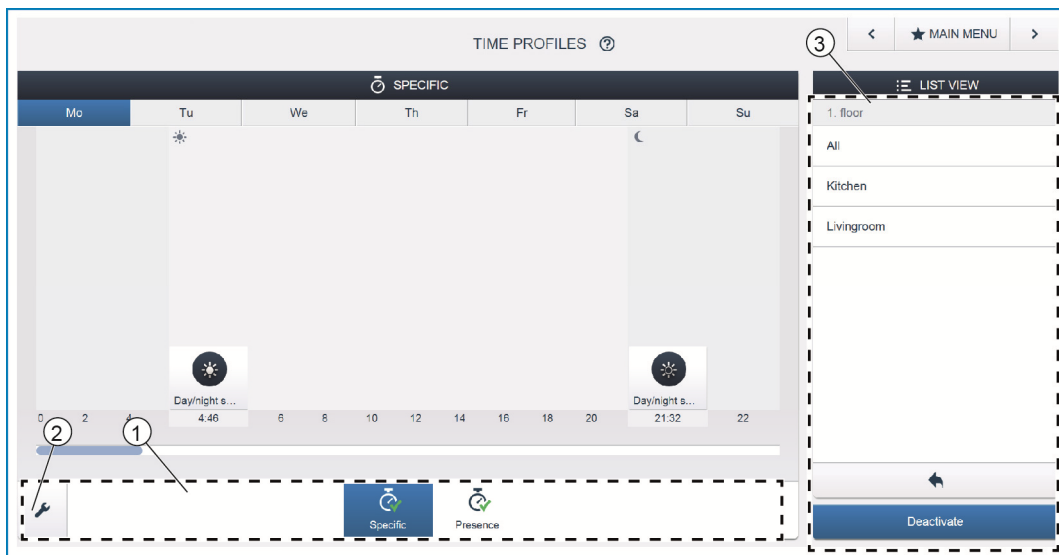 TIME PROFILES ?
3
< ★ MAIN MENU >
SPECIFIC
LIST VIEW
Mo Tu We Th Fr Sa Su
1. floor
All
Kitchen
Livingroom
Day/night s... Day/night s...
0 2 4 4:46 6 8 10 12 14 16 18 20 21:32 22
2 1
Specific Presence
Deactivate